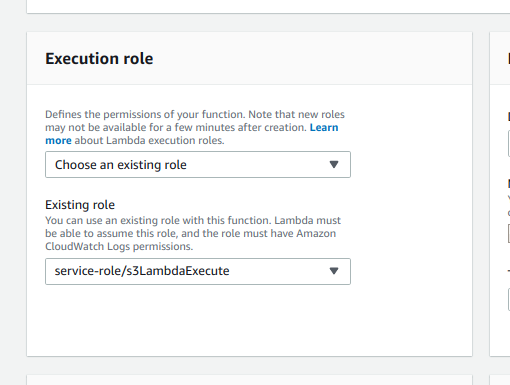 Execution role
Defines the permissions of your function. Note that new roles
may not be available for a few minutes after creation. Learn
more about Lambda execution roles.
Choose an existing role
Existing role
You can use an existing role with this function. Lambda must
be able to assume this role, and the role must have Amazon
CloudWatch Logs permissions.
service-role/s3LambdaExecute